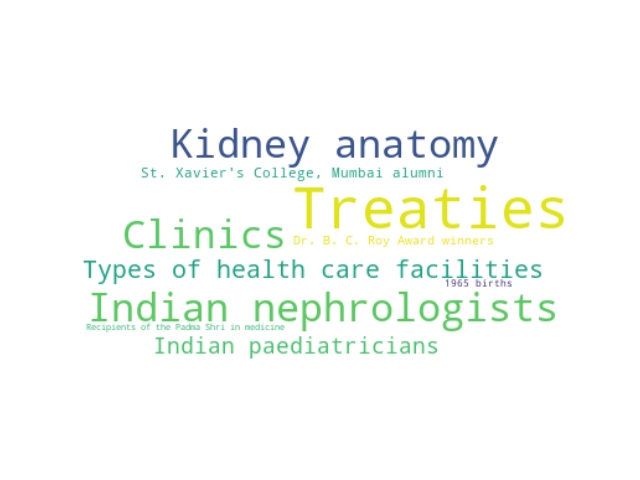 Kidney anatomy
St. Xavier's College, Mumbai alumni
Treaties
Clinics
Dr. B. C. Roy Award winners
Types of health care facilities
1965 births
Indian nephrologists
Recipients of the Padma Shri in medicine
Indian paediatricians